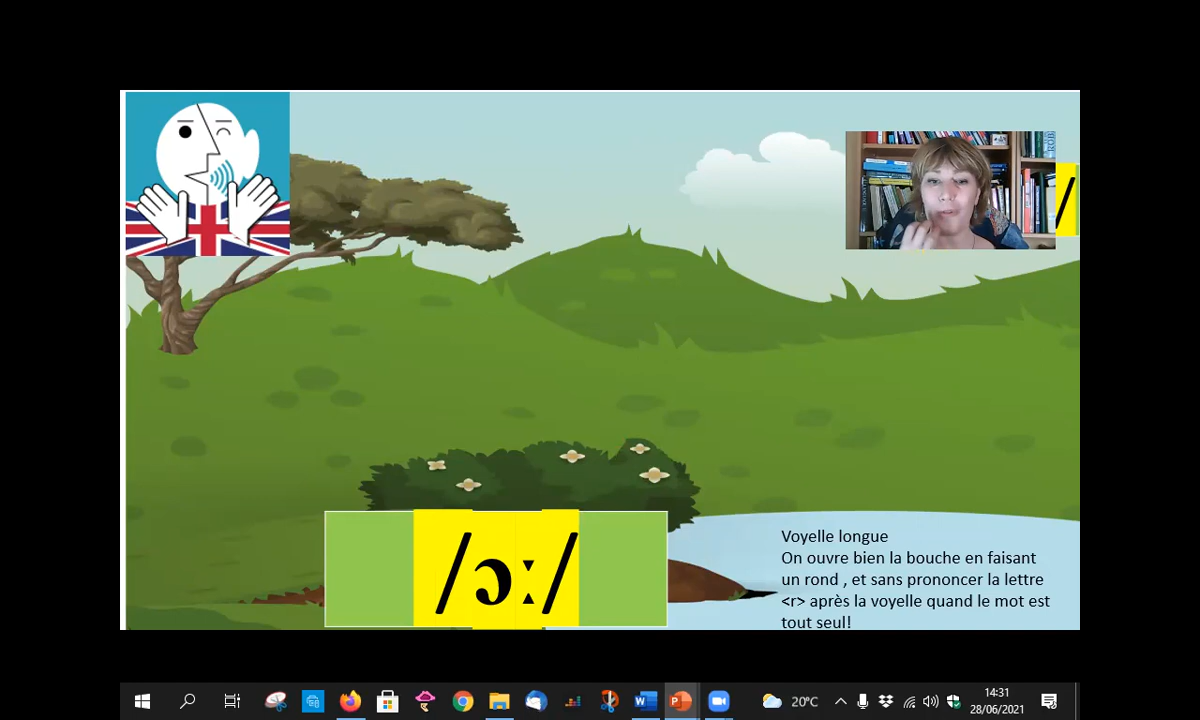 /
/ɔː/
Voyelle longue
On ouvre bien la bouche en faisant
un rond , et sans prononcer la lettre
<r> après la voyelle quand le mot est
tout seul!
20°C
14:31
28/06/2021